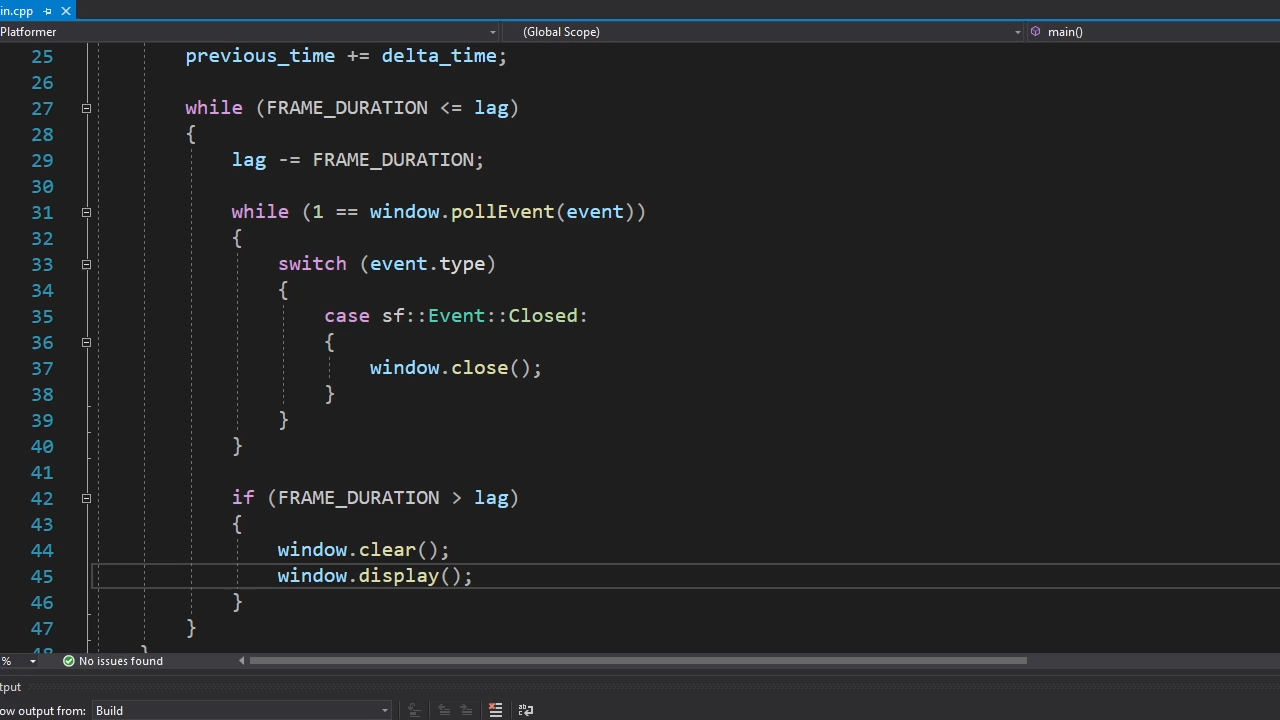 in.cpp
Platformer (Global Scope) main()
25 previous_time += delta_time;
26
27 while (FRAME_DURATION <= lag)
28 {
29 lag -= FRAME_DURATION;
30
31 while (1 == window.pollEvent(event))
32 {
33 switch (event.type)
34 {
35 case sf::Event::Closed:
36 {
37 window.close();
38 }
39 }
40 }
41
42 if (FRAME_DURATION > lag)
43 {
44 window.clear();
45 window.display();
46 }
47 }
48 }
% No issues found
tput
ow output from: Build